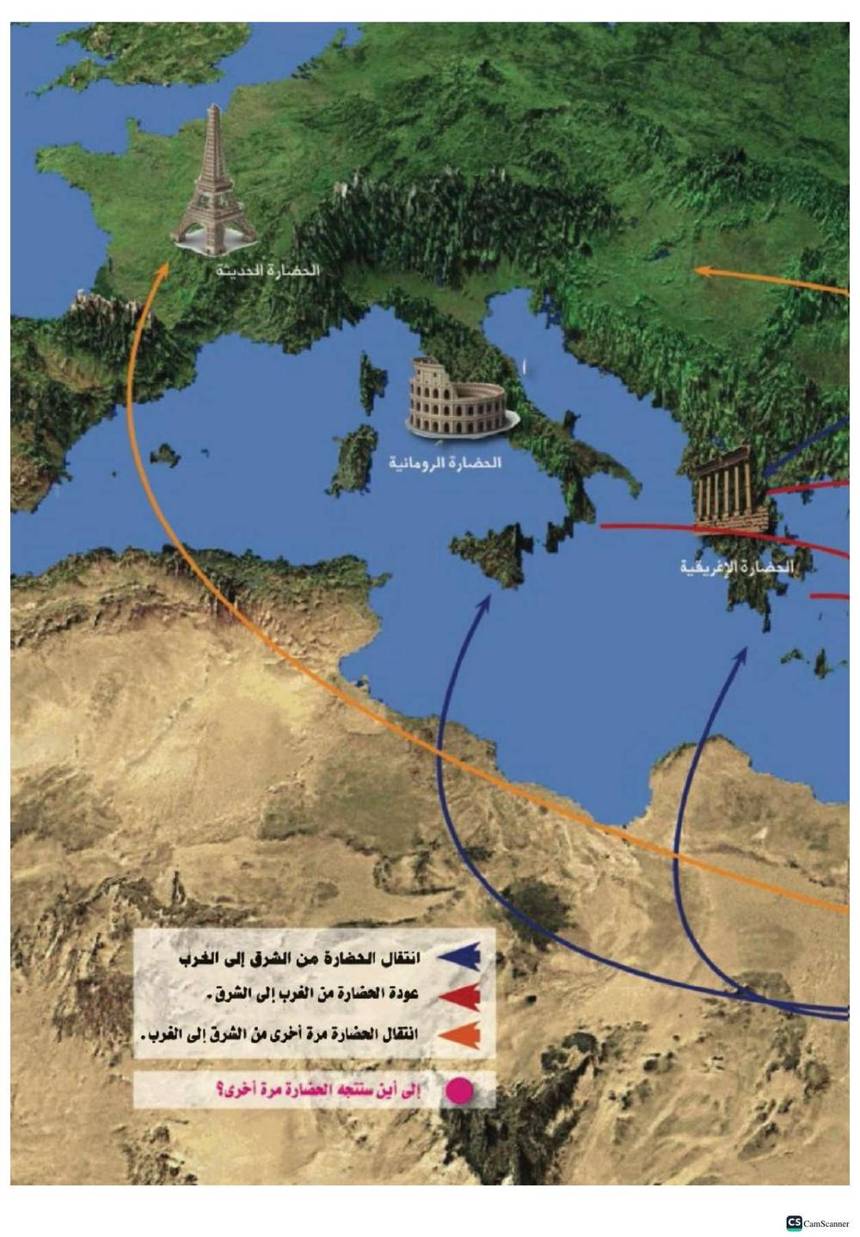 الحضارة الحديثة
الحضارة الرومانية
الحضارة الإغريقية
انتقال الحضارة من الشرق إلى الغرب
عودة الحضارة من الغرب إلى الشرق.
انتقال الحضارة مرة أخرى من الشرق إلى الغرب.
إلى أين ستتجه الحضارة مرة أخرى؟
CS CamScanner